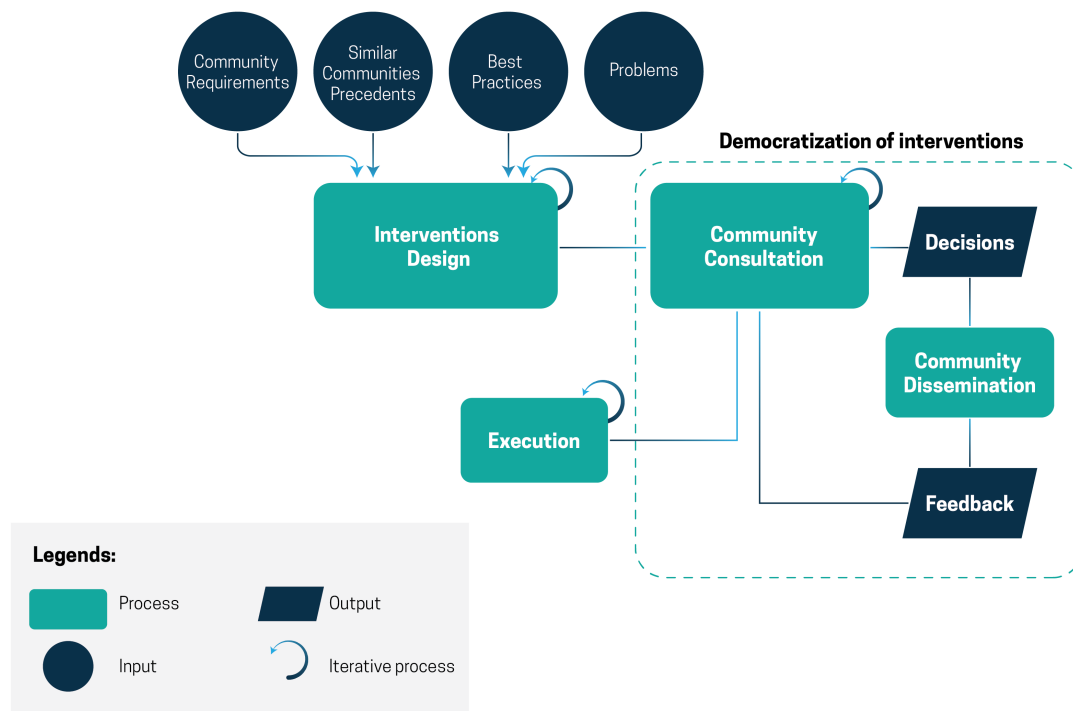 Community
Requirements
Similar
Communities
Precedents
Best
Practices
Problems
Democratization of interventions
Interventions
Design
Community
Consultation
Decisions
Community
Dissemination
Execution
Feedback
Legends:
Process
Output
Input
Iterative process